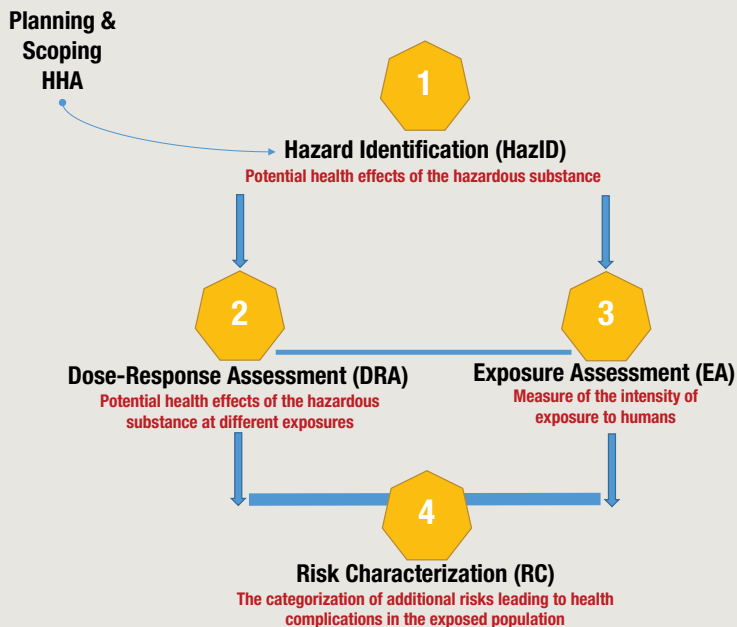 Planning &
Scoping
HHA
1
Hazard Identification (HazID)
Potential health effects of the hazardous substance
2
Dose-Response Assessment (DRA)
Potential health effects of the hazardous
substance at different exposures
3
Exposure Assessment (EA)
Measure of the intensity of
exposure to humans
4
Risk Characterization (RC)
The categorization of additional risks leading to health
complications in the exposed population